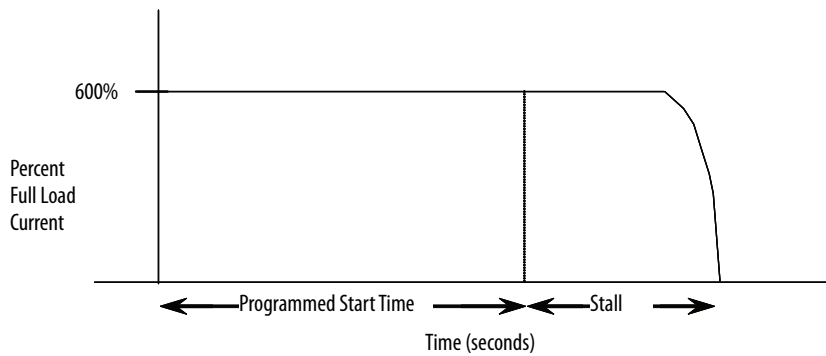 600%
Percent
Full Load
Current
Programmed Start Time
Stall
Time (seconds)